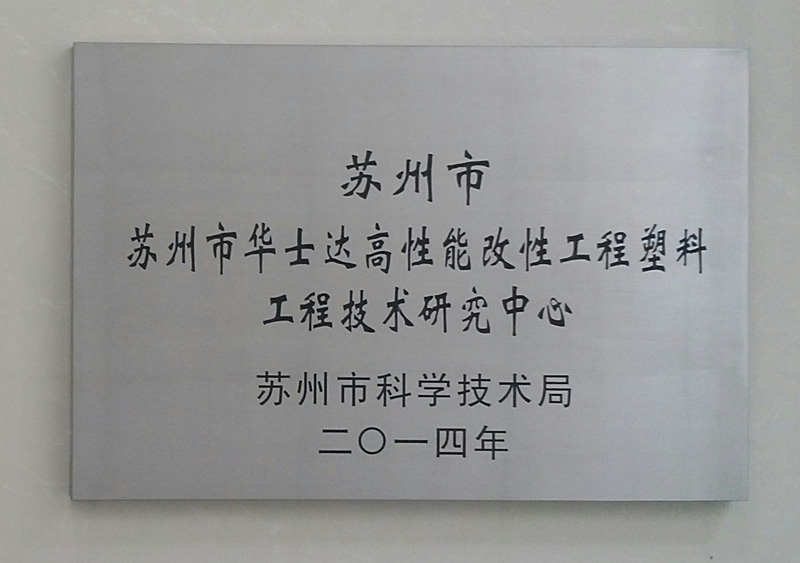 苏州市
苏州市华士达高性能改性工程塑料
工程技术研究中心
苏州市科学技术局
二〇一四年